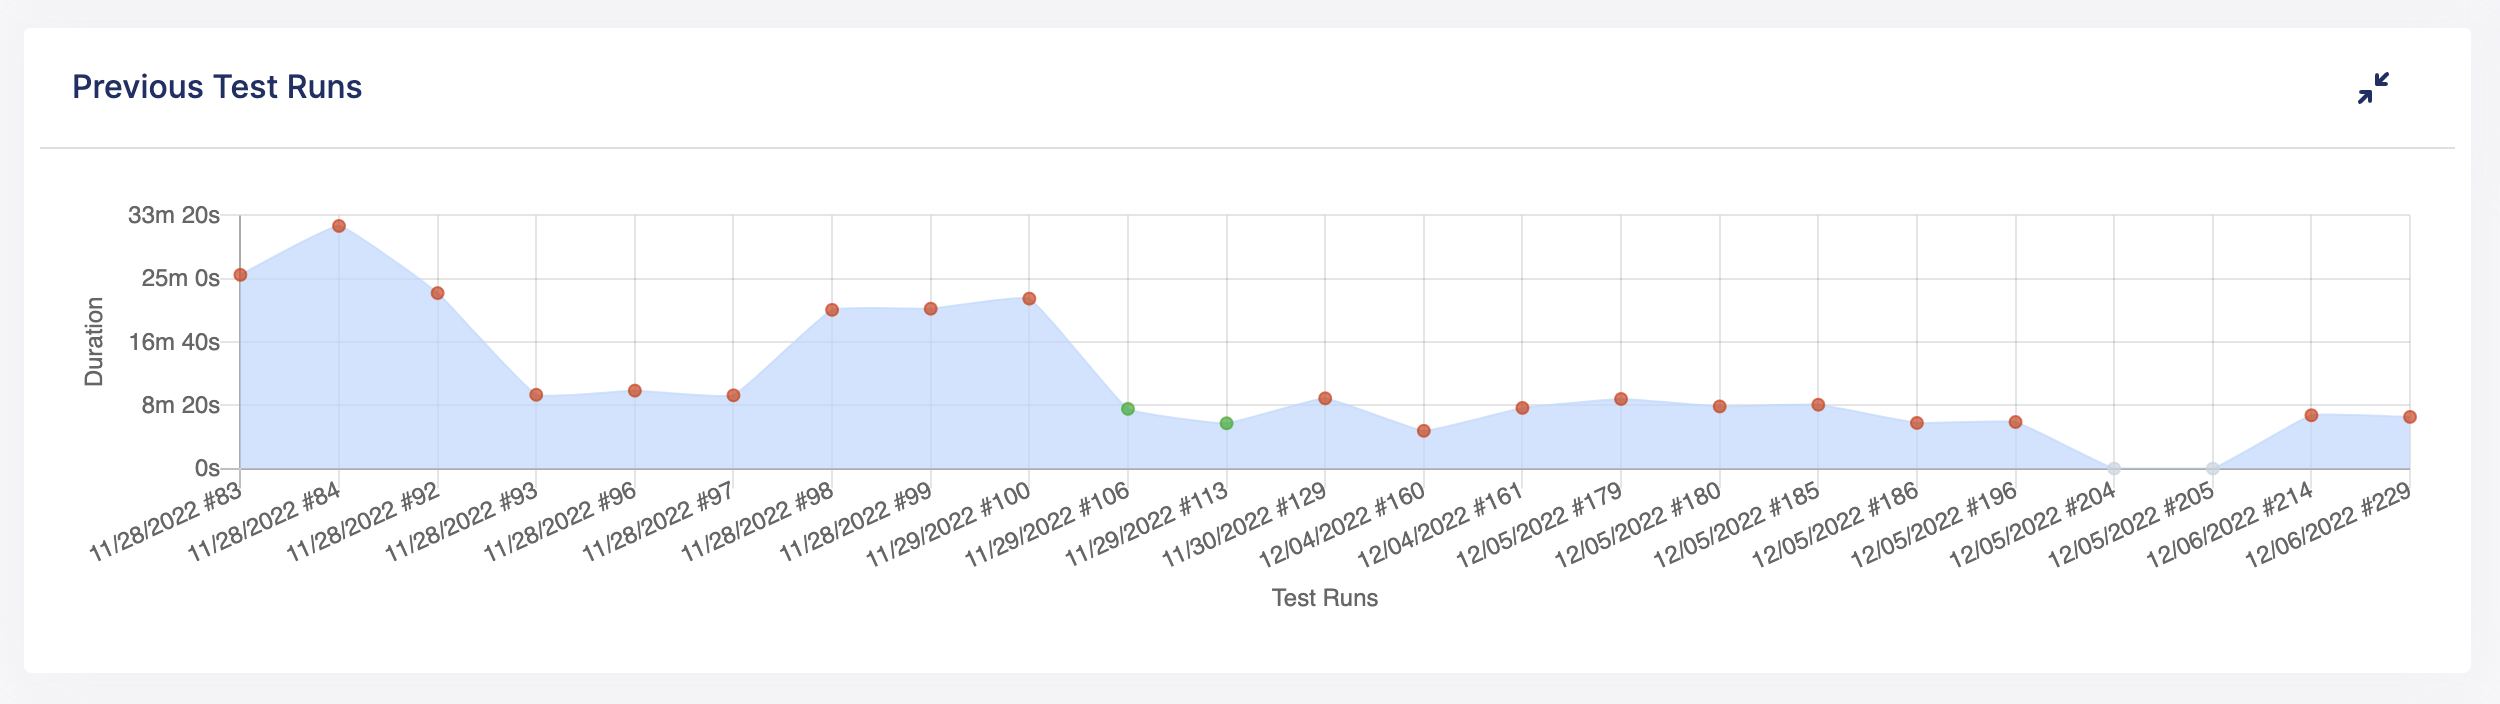 Previous Test Runs
33m 20s
25m 0s
16m 40s
8m 20s
0s
Duration
11/28/2022 #83
11/28/2022 #84
11/28/2022 #92
11/28/2022 #93
11/28/2022 #96
11/28/2022 #97
11/28/2022 #98
11/28/2022 #99
11/29/2022 #100
11/29/2022 #106
11/29/2022 #113
11/30/2022 #129
12/04/2022 #160
12/04/2022 #161
12/05/2022 #179
12/05/2022 #180
12/05/2022 #185
12/05/2022 #186
12/05/2022 #196
12/05/2022 #204
12/05/2022 #205
12/06/2022 #214
12/06/2022 #229
Test Runs